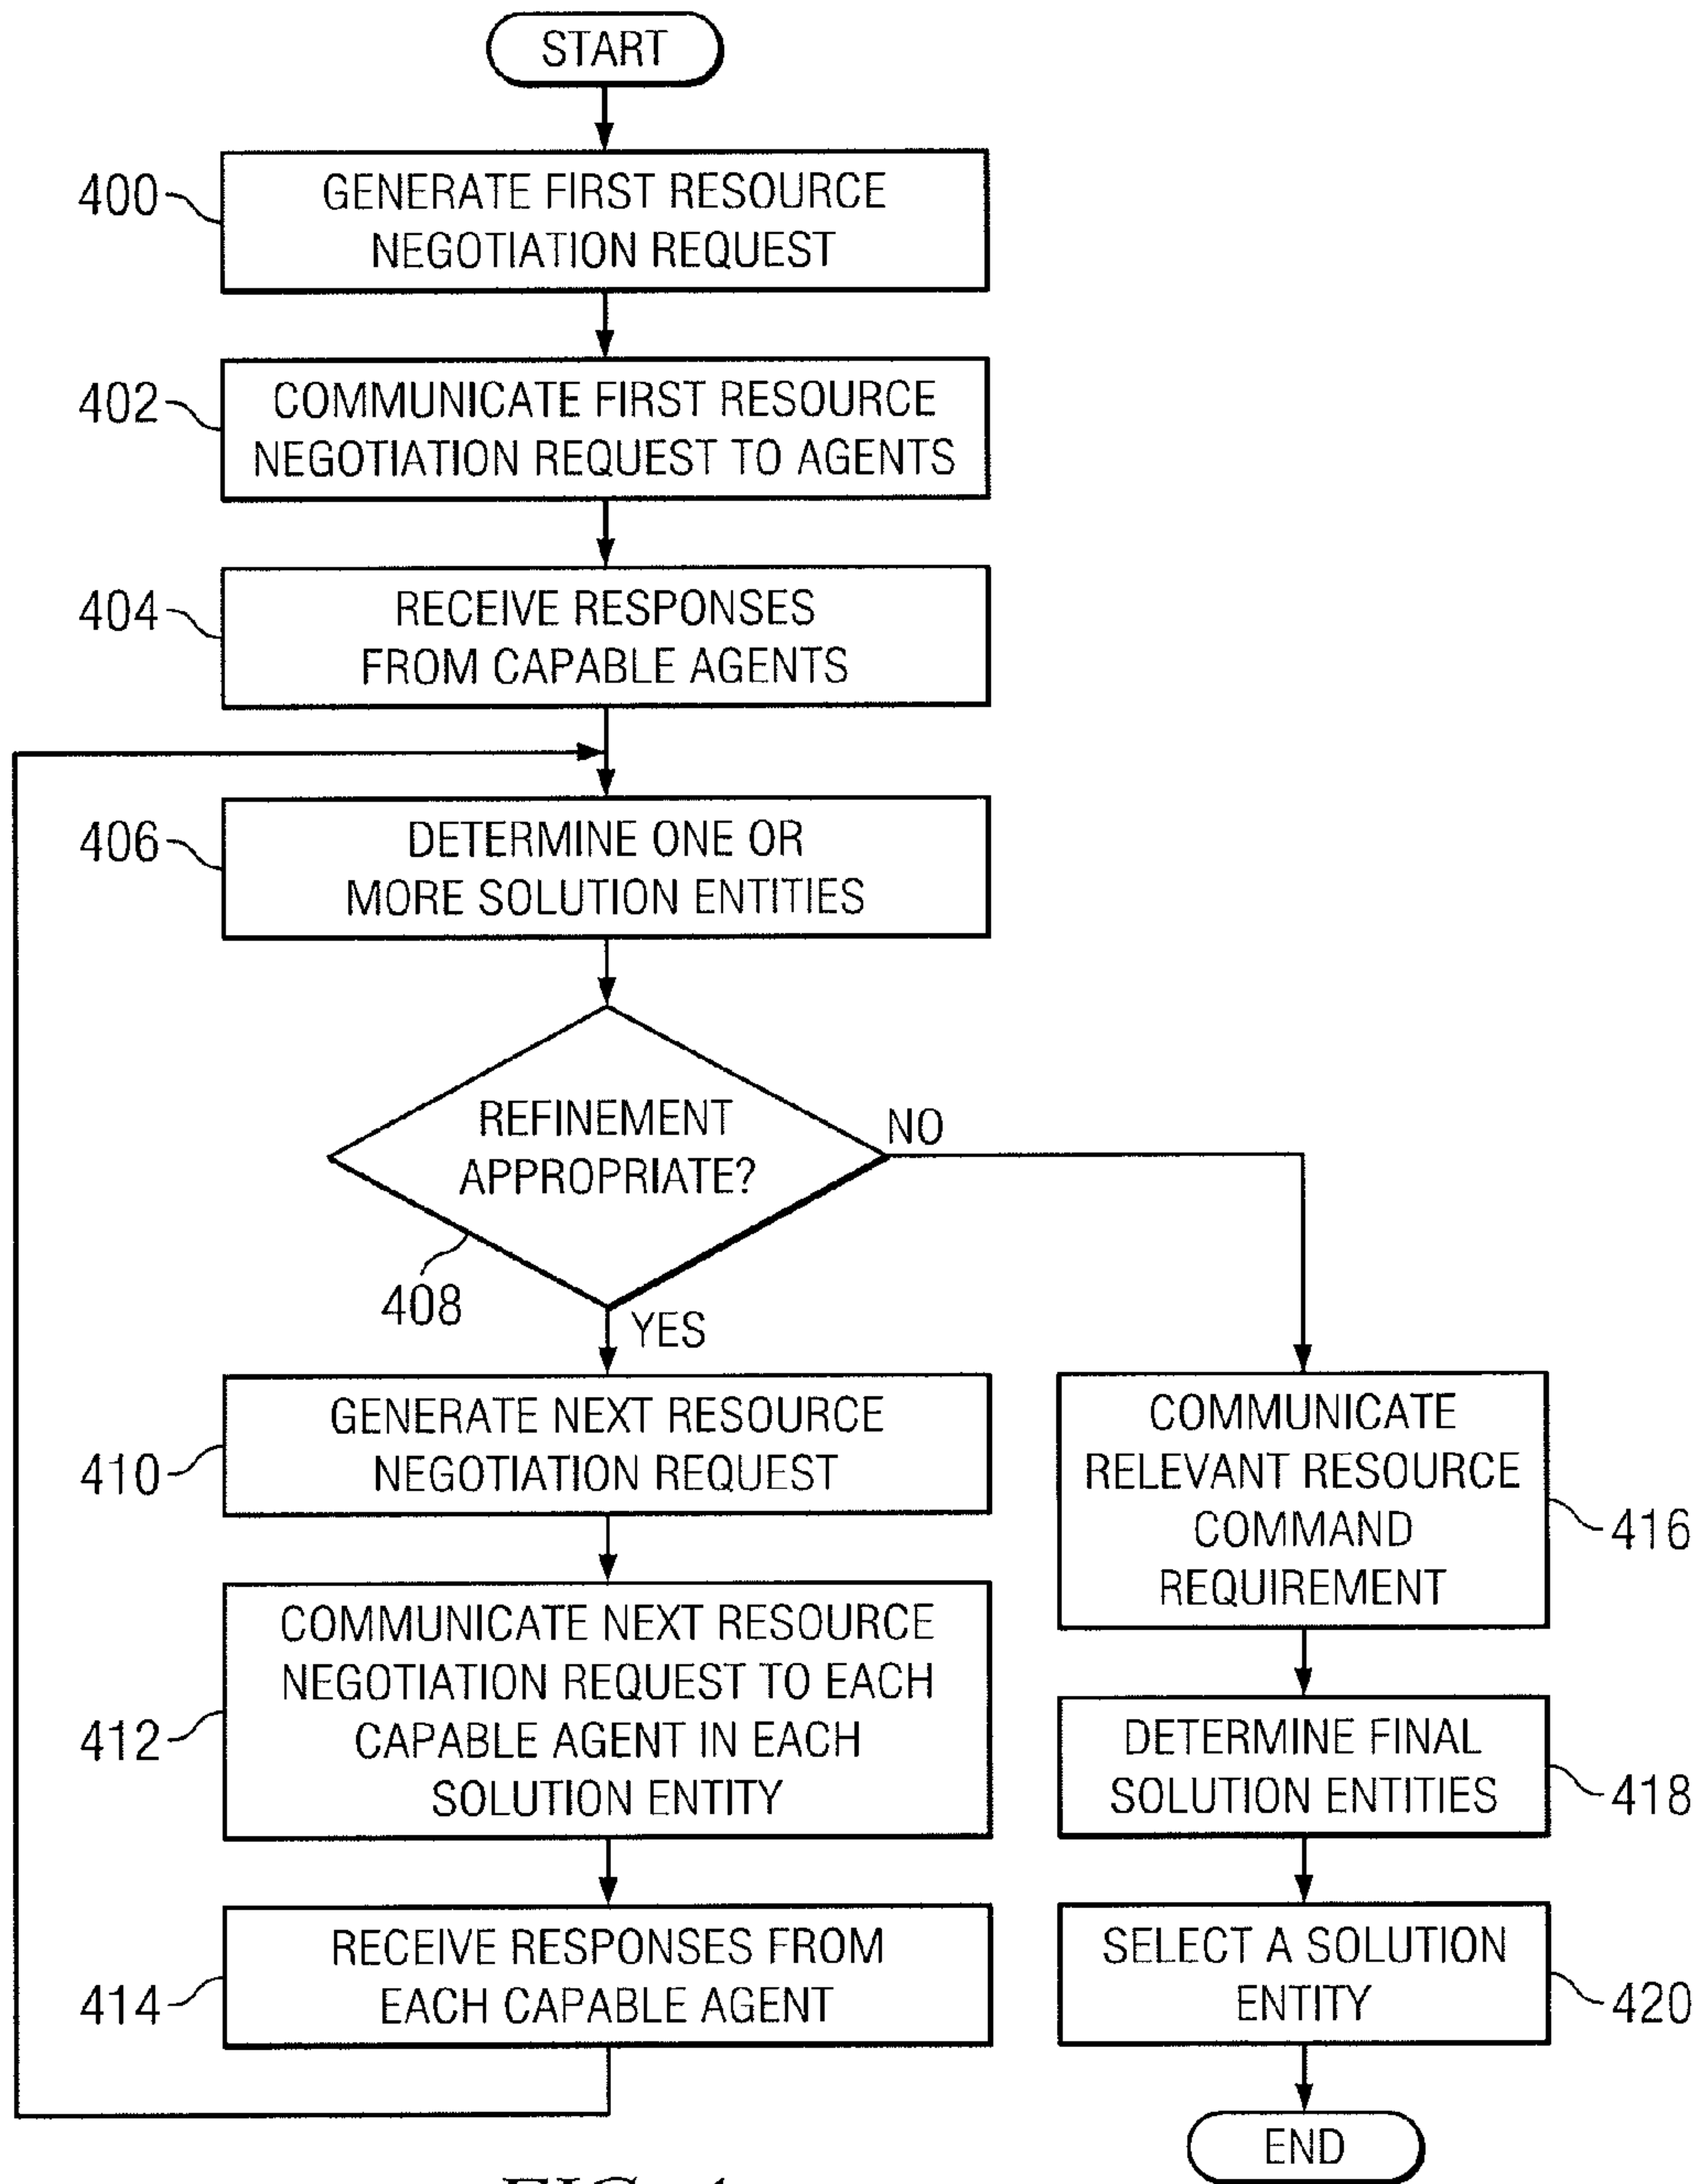 START
400
GENERATE FIRST RESOURCE
NEGOTIATION REQUEST
402
COMMUNICATE FIRST RESOURCE
NEGOTIATION REQUEST TO AGENTS
404
RECEIVE RESPONSES
FROM CAPABLE AGENTS
406
DETERMINE ONE OR
MORE SOLUTION ENTITIES
REFINEMENT
APPROPRIATE?
NO
408
YES
410
GENERATE NEXT RESOURCE
NEGOTIATION REQUEST
412
COMMUNICATE NEXT RESOURCE
NEGOTIATION REQUEST TO EACH
CAPABLE AGENT IN EACH
SOLUTION ENTITY
414
RECEIVE RESPONSES FROM
EACH CAPABLE AGENT
COMMUNICATE
RELEVANT RESOURCE
COMMAND
REQUIREMENT
416
DETERMINE FINAL
SOLUTION ENTITIES
418
SELECT A SOLUTION
ENTITY
420
END